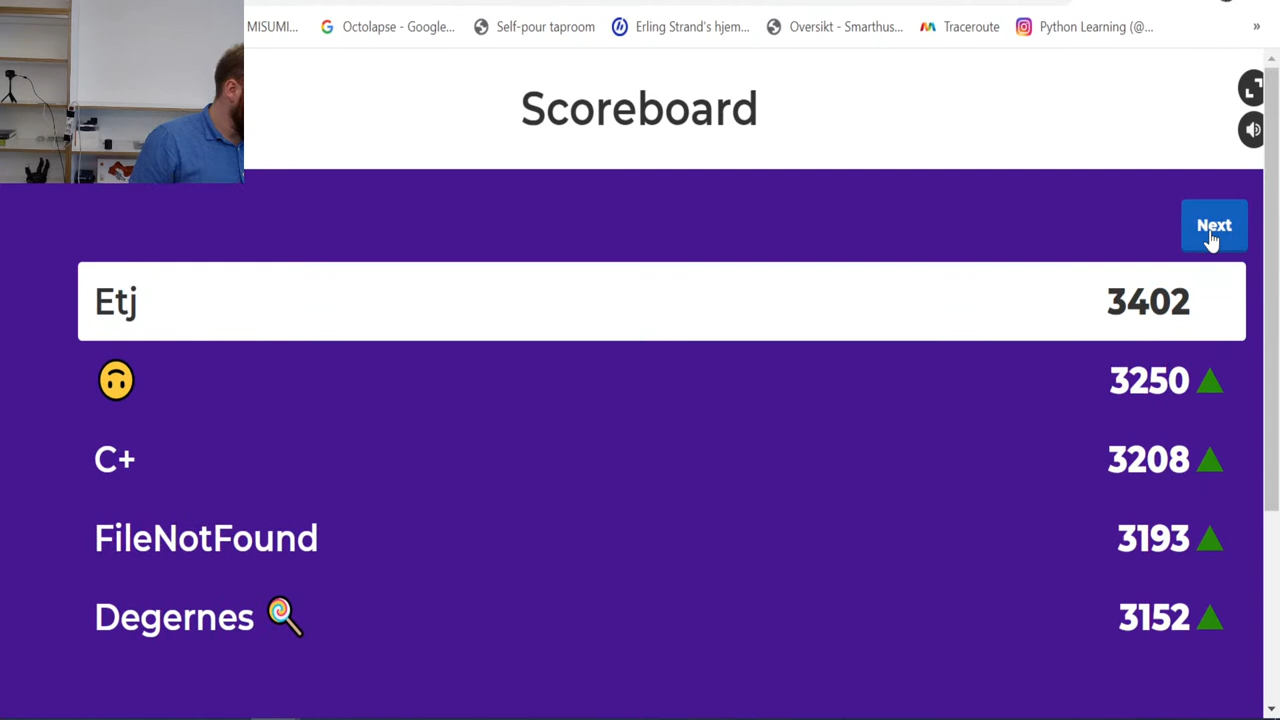 MISUMI...
Octolapse - Google...
Self-pour taproom
Erling Strand's hjem...
Oversikt - Smarthus...
Traceroute
Python Learning (@...
»
Scoreboard
Next
Etj 3402
🙃 3250
C+ 3208
FileNotFound 3193
Degernes 🍭 3152